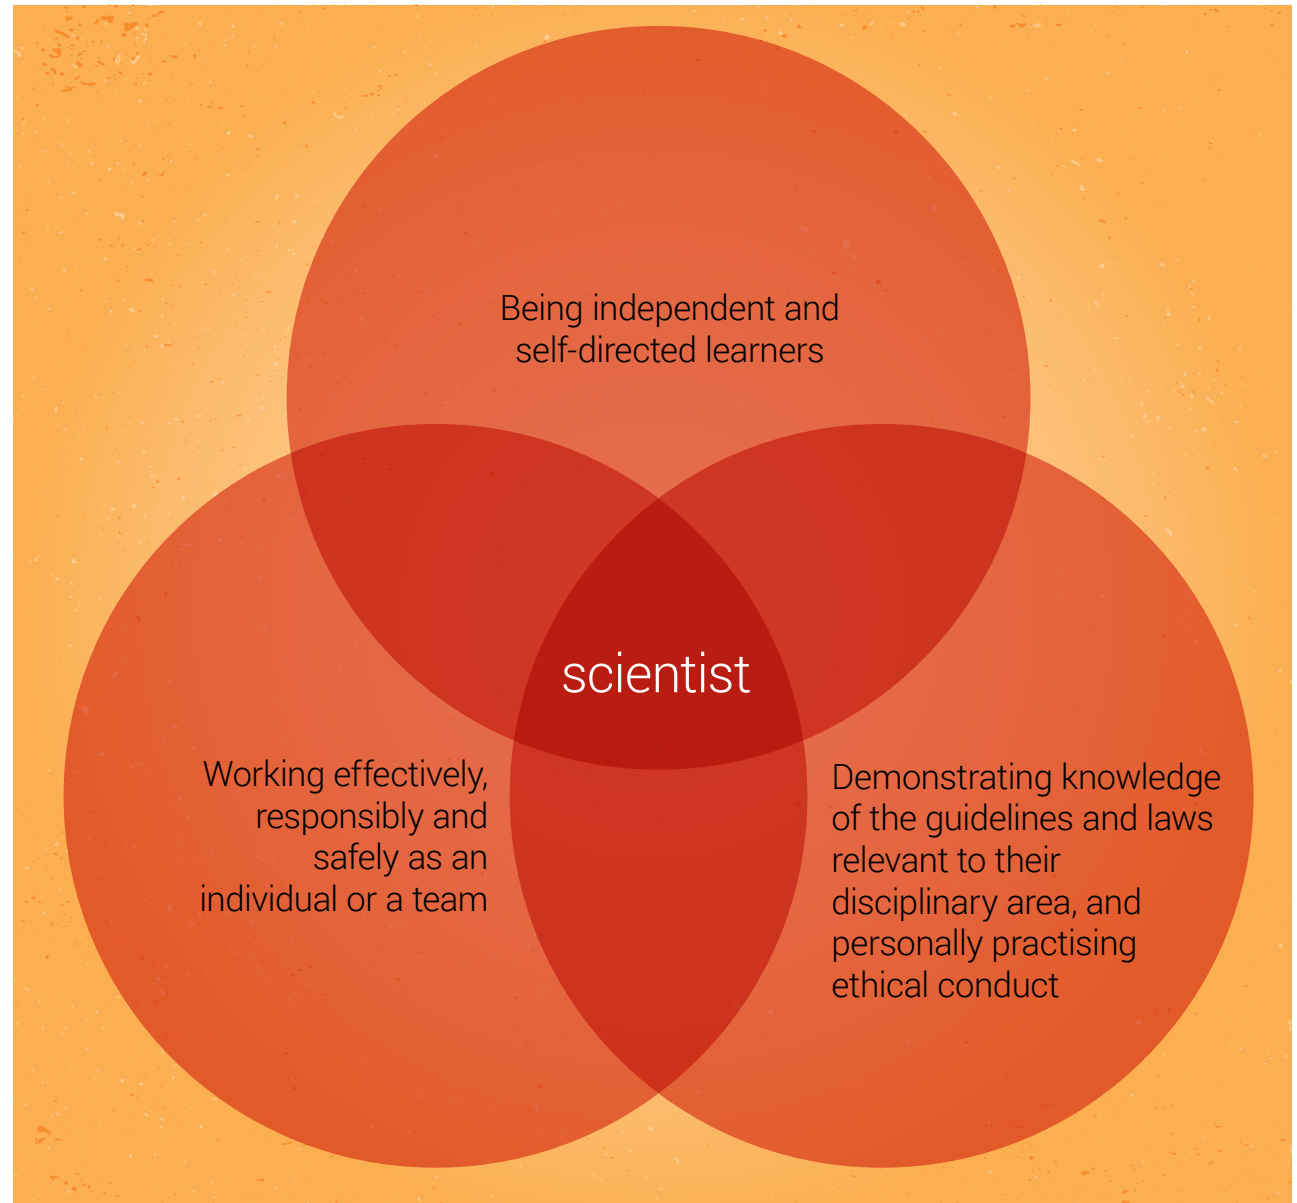 Being independent and
self-directed learners
scientist
Working effectively,
responsibly and
safely as an
individual or a team
Demonstrating knowledge
of the guidelines and laws
relevant to their
disciplinary area, and
personally practising
ethical conduct